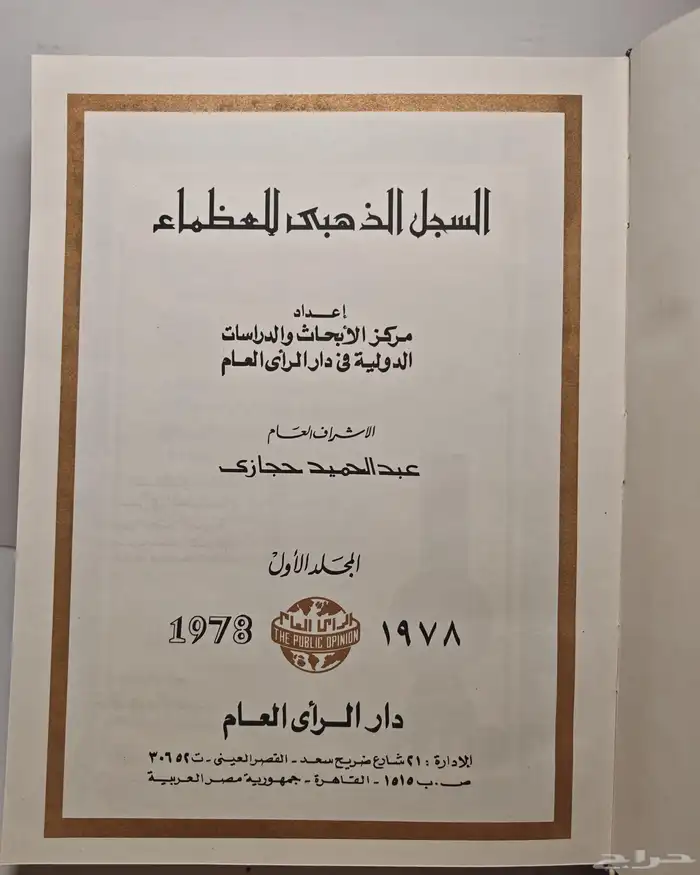 السجل الذهبى للعظماء
إعداد
مركز الأبحاث والدراسات
الدولية فى دار الرأى العام
الاشراف العام
عبد الحميد حجازى
المجلد الأول
1978
الرأى العام
THE PUBLIC OPINION
١٩٧٨
دار الرأى العام
الإدارة : ٢١ شارع ضريح سعد - القصر العينى - ت ٣٠٦٥٢
ص . ب ١٥١٥ - القاهرة - جمهورية مصر العربية
حراج